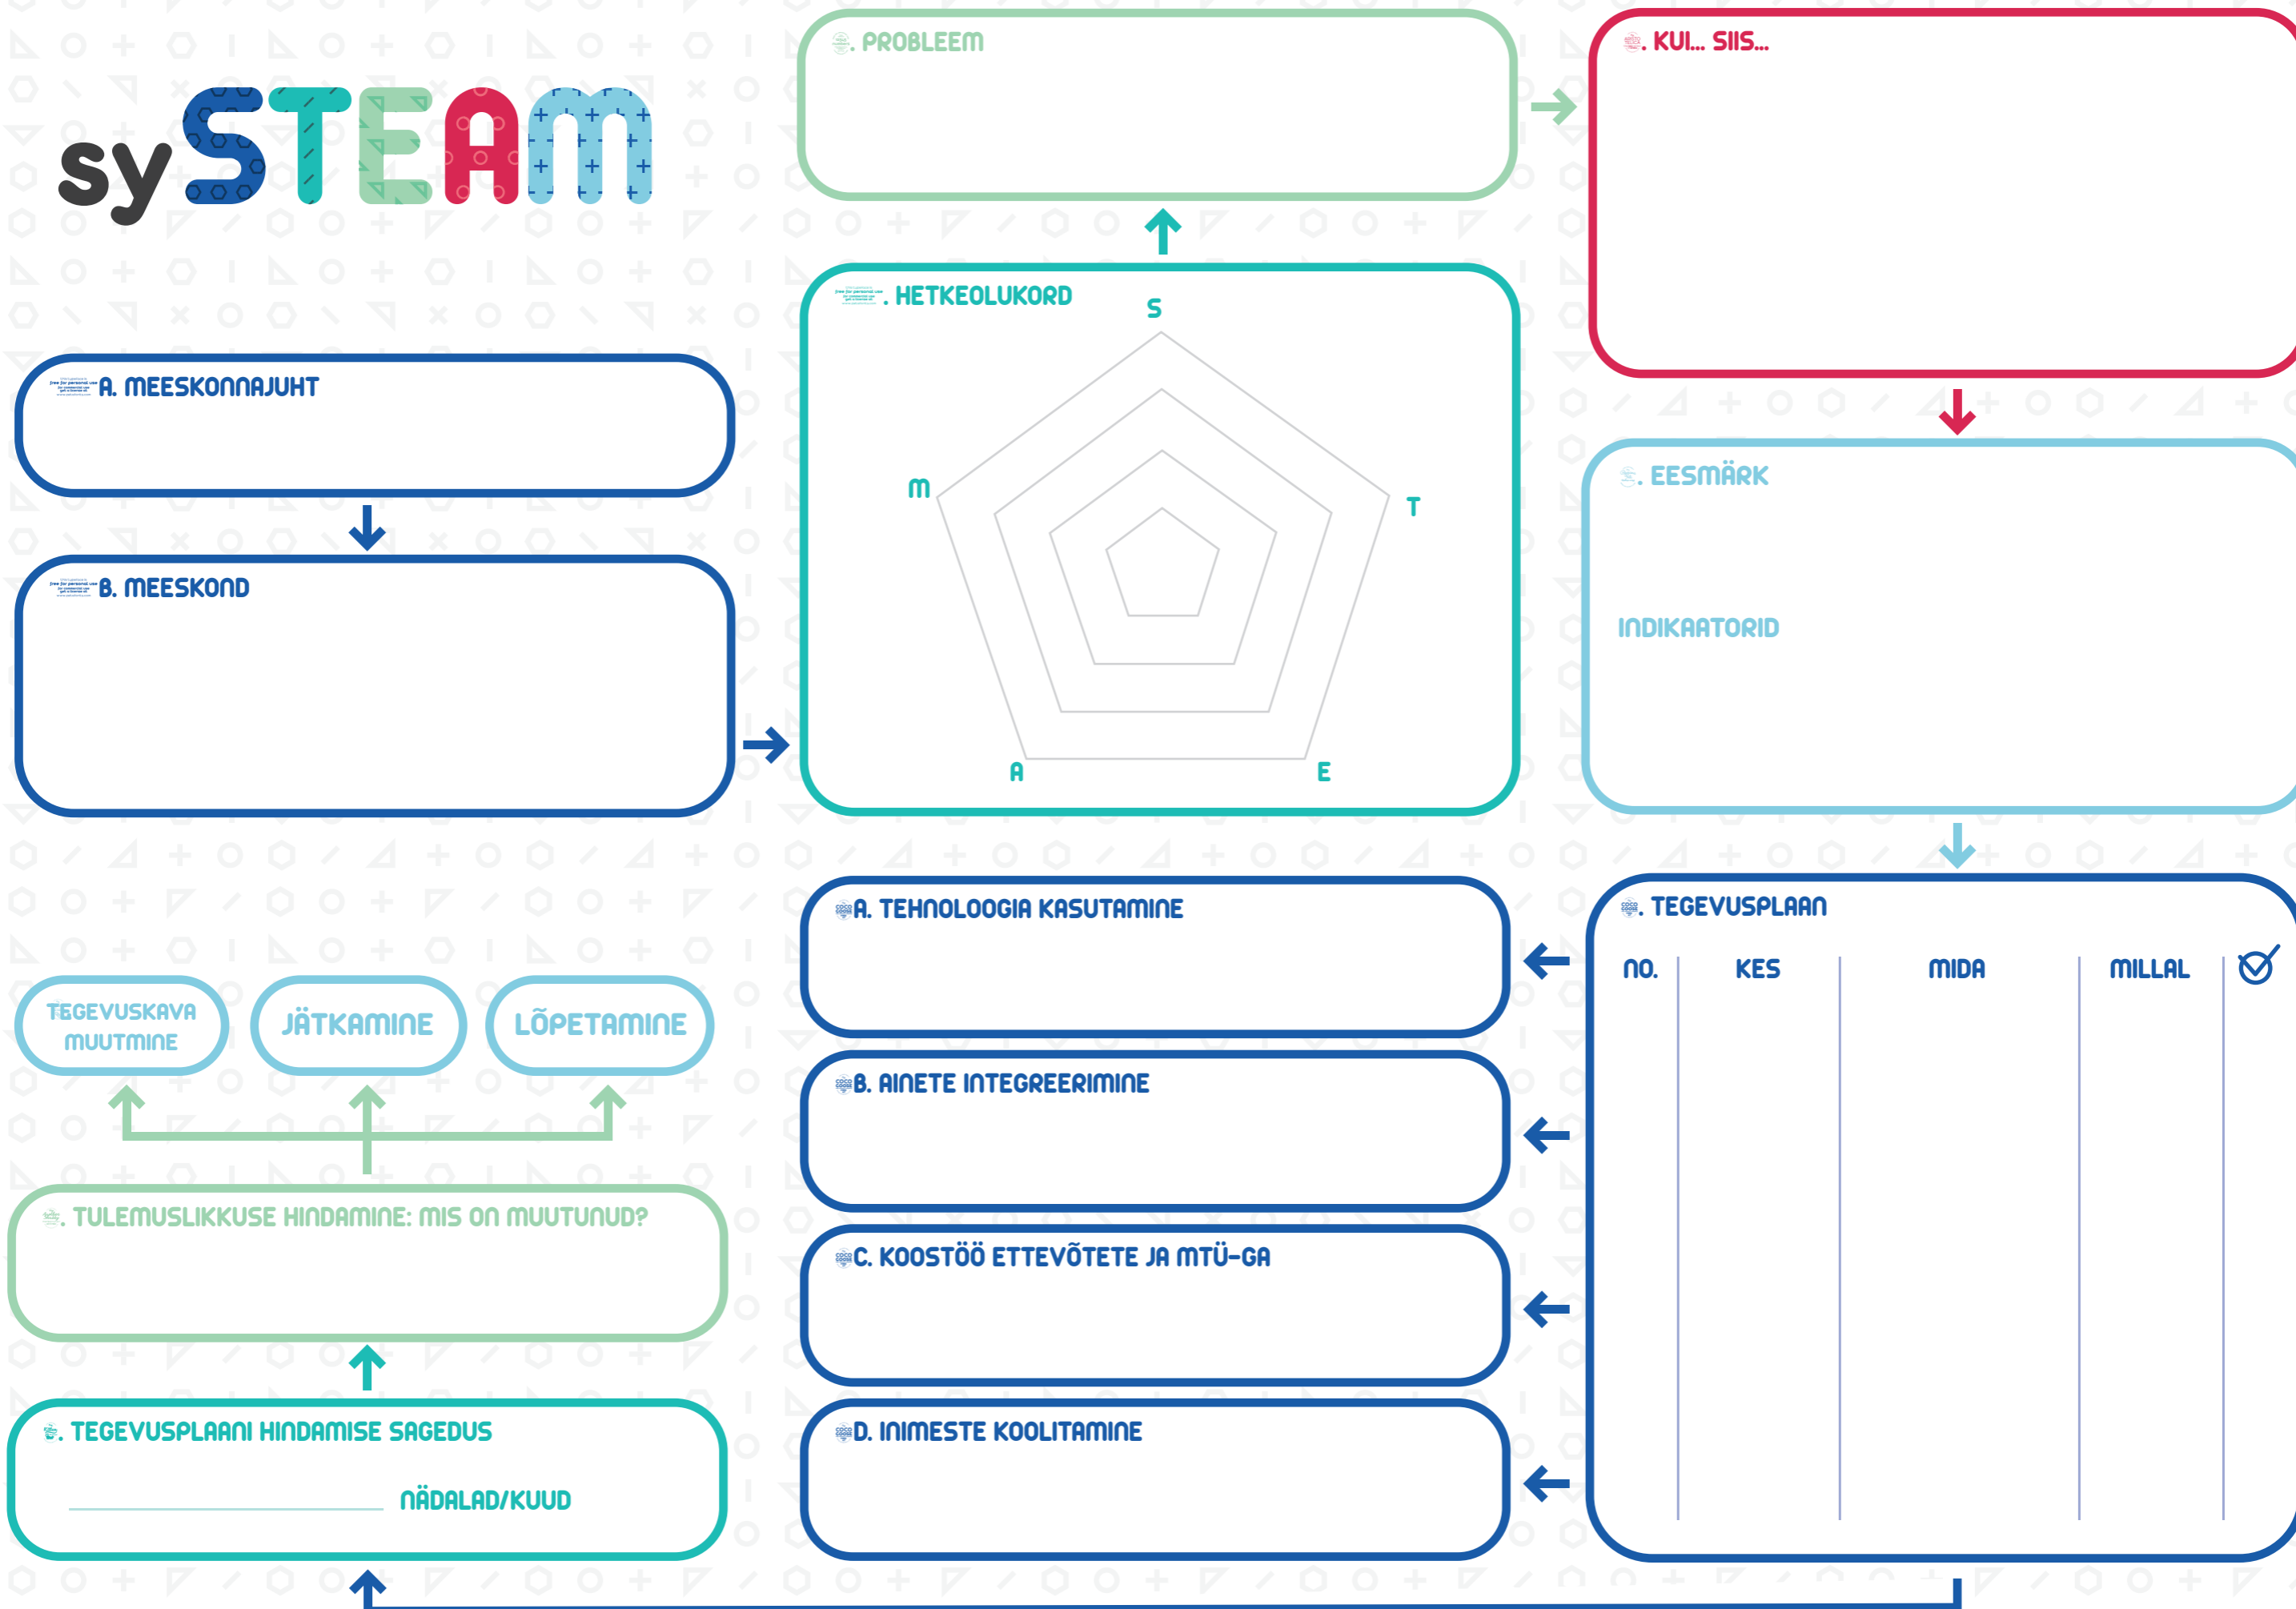 sySTEAM
A. MEESKONNAJUHT
B. MEESKOND
. HETKEOLUKORD
S
T
E
A
M
. PROBLEEM
. KUI... SIIS...
. EESMÄRK
INDIKAATORID
. TEGEVUSPLAAN
NO. KES MIDA MILLAL
A. TEHNOLOOGIA KASUTAMINE
B. AINETE INTEGREERIMINE
C. KOOSTÖÖ ETTEVÕTETE JA MTÜ-GA
D. INIMESTE KOOLITAMINE
. TEGEVUSPLAANI HINDAMISE SAGEDUS
NÄDALAD/KUUD
. TULEMUSLIKKUSE HINDAMINE: MIS ON MUUTUNUD?
TEGEVUSKAVA
MUUTMINE
JÄTKAMINE
LÕPETAMINE